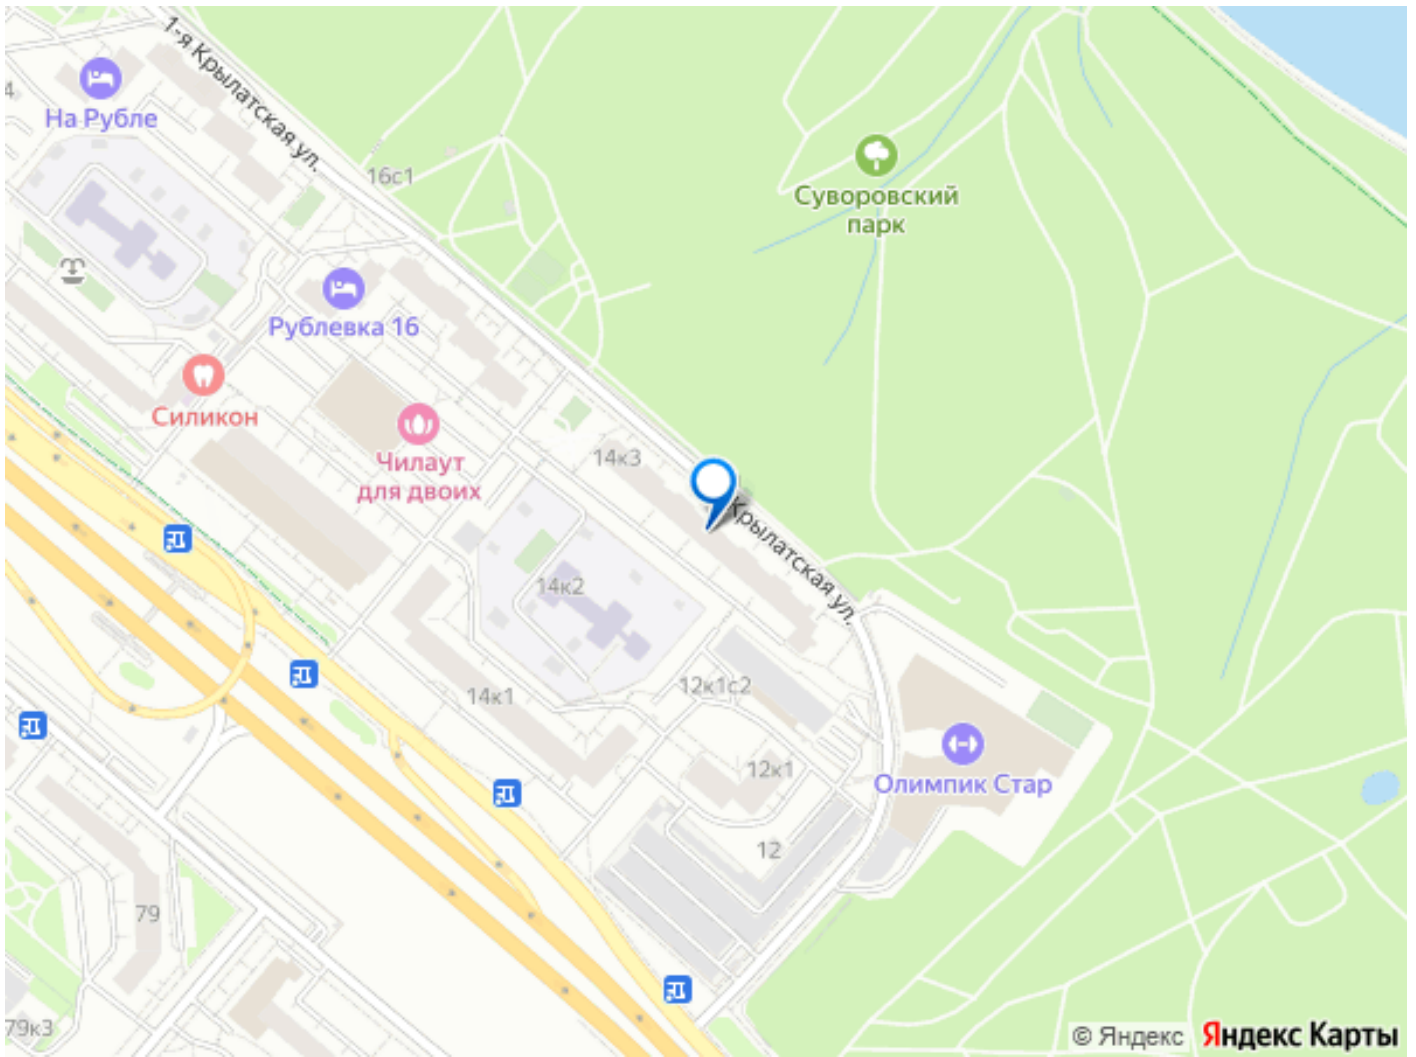 1-я Крылатская ул.
На Рубле
4
16с1
Суворовский
парк
Рублевка 16
Силикон
Чилаут
для двоих
14к3
Крылатская ул.
14к2
14к1
12к1с2
12к1
Олимпик Стар
12
79
79к3
© Яндекс
Яндекс Карты